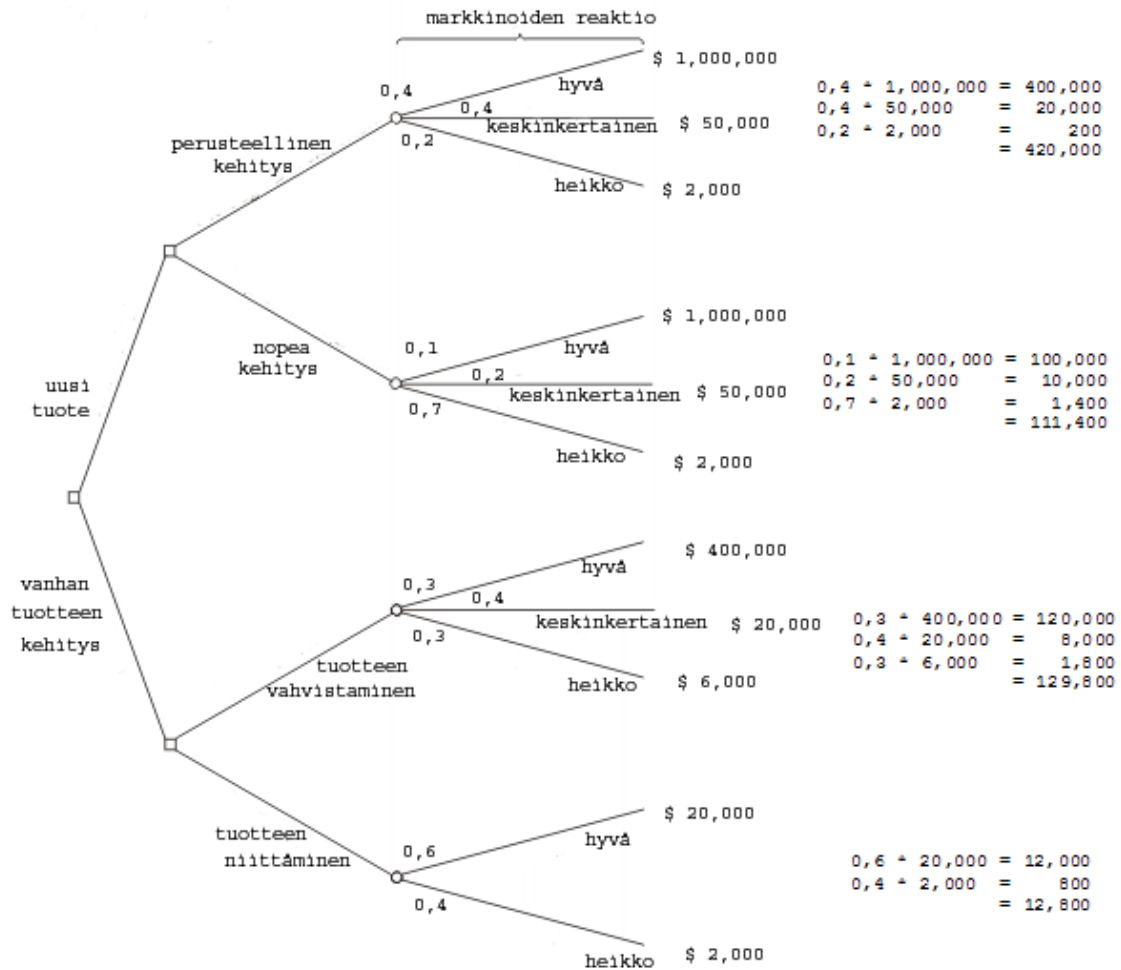 markkinoiden reaktio
$ 1,000,000
hyvå
0,4
0,4
keskinkertainen
$ 50,000
0,2
perusteellinen
kehitys
heikko
$ 2,000
0,4 * 1,000,000 = 400,000
0,4 * 50,000 = 20,000
0,2 * 2,000 = 200
= 420,000
$ 1,000,000
hyvå
0,1
0,2
nopea
kehitys
keskinkertainen
$ 50,000
0,7
heikko
$ 2,000
0,1 * 1,000,000 = 100,000
0,2 * 50,000 = 10,000
0,7 * 2,000 = 1,400
= 111,400
uusi
tuote
vanhan
tuotteen
kehitys
$ 400,000
hyvå
0,3
0,4
keskinkertainen
$ 20,000
0,3
tuotteen
vahvistaminen
heikko
$ 6,000
0,3 * 400,000 = 120,000
0,4 * 20,000 = 8,000
0,3 * 6,000 = 1,800
= 129,800
$ 20,000
hyvå
tuotteen
niittåminen
0,6
0,4
heikko
$ 2,000
0,6 * 20,000 = 12,000
0,4 * 2,000 = 800
= 12,800